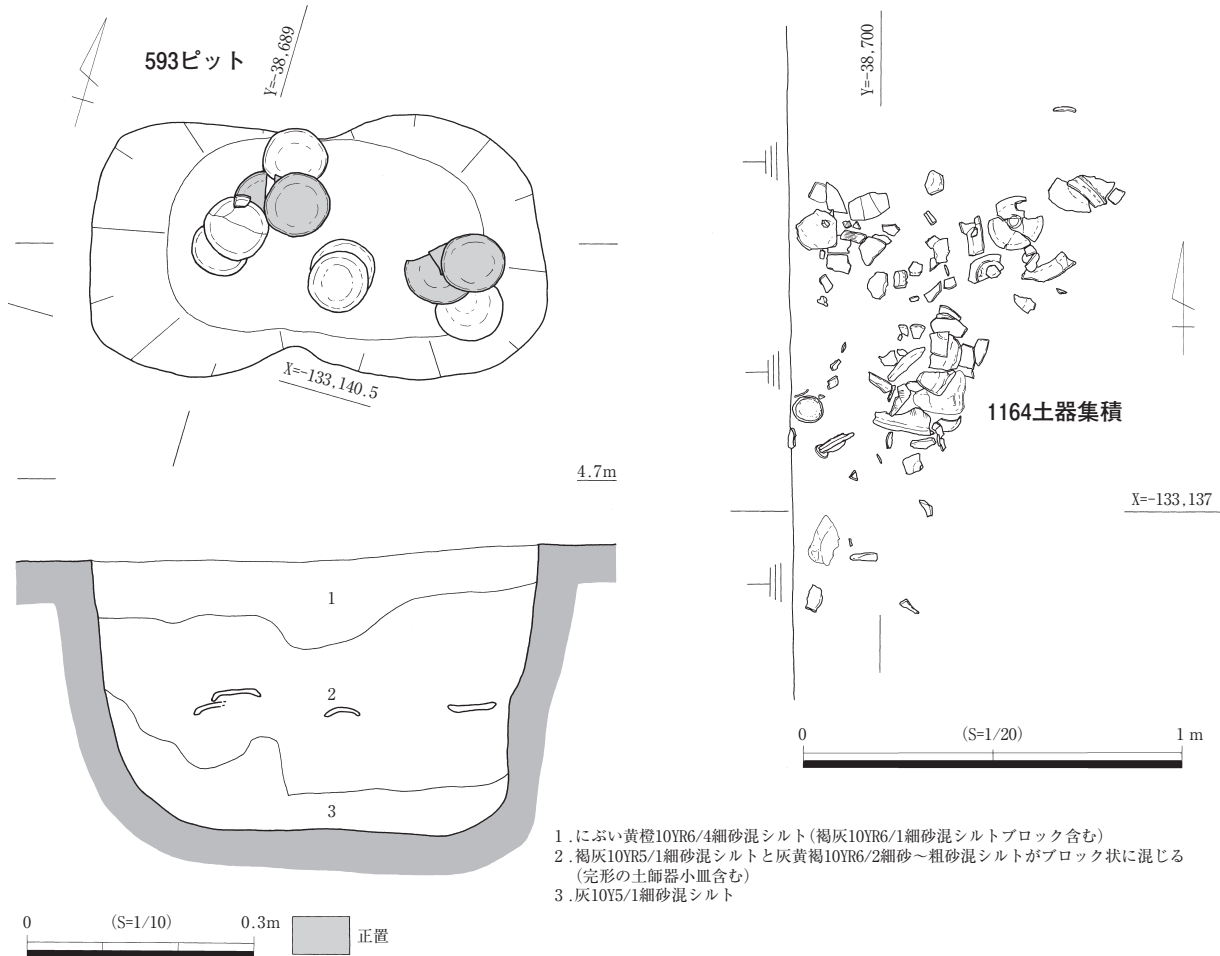 593ピット
Y=-38,689
X=-133,140.5
4.7m
1
2
3
0 (S=1/10) 0.3m
正置
Y=-38,700
1164土器集積
X=-133,137
0 (S=1/20) 1 m
1.にぶい黄橙10YR6/4細砂混シルト(褐灰10YR6/1細砂混シルトブロック含む)
2.褐灰10YR5/1細砂混シルトと灰黄褐10YR6/2細砂～粗砂混シルトがブロック状に混じる
(完形の土師器小皿含む)
3.灰10Y5/1細砂混シルト